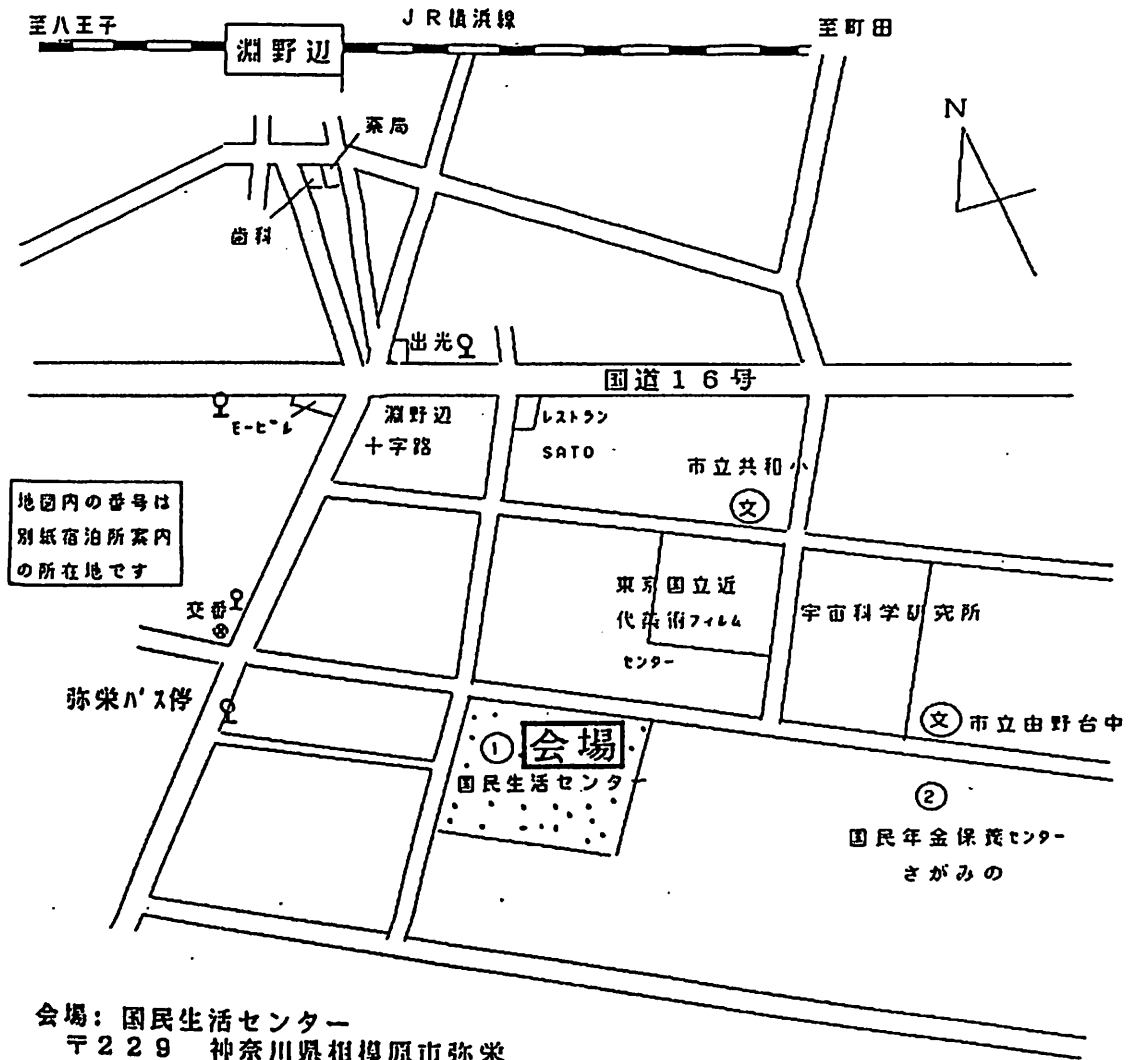 至八王子
JR横浜線
至町田
淵野辺
N
薬局
歯科
出光
国道16号
モービル
淵野辺
十字路
レストラン
SATO
市立共和小
文
地図内の番号は
別紙宿泊所案内
の所在地です
交番
東京国立近
代美術フィルム
センター
宇宙科学研究所
弥栄バス停
① 会場
国民生活センター
文 市立由野台中
②
国民年金保養センター
さがみの
会場: 国民生活センター
〒229 神奈川県相模原市弥栄